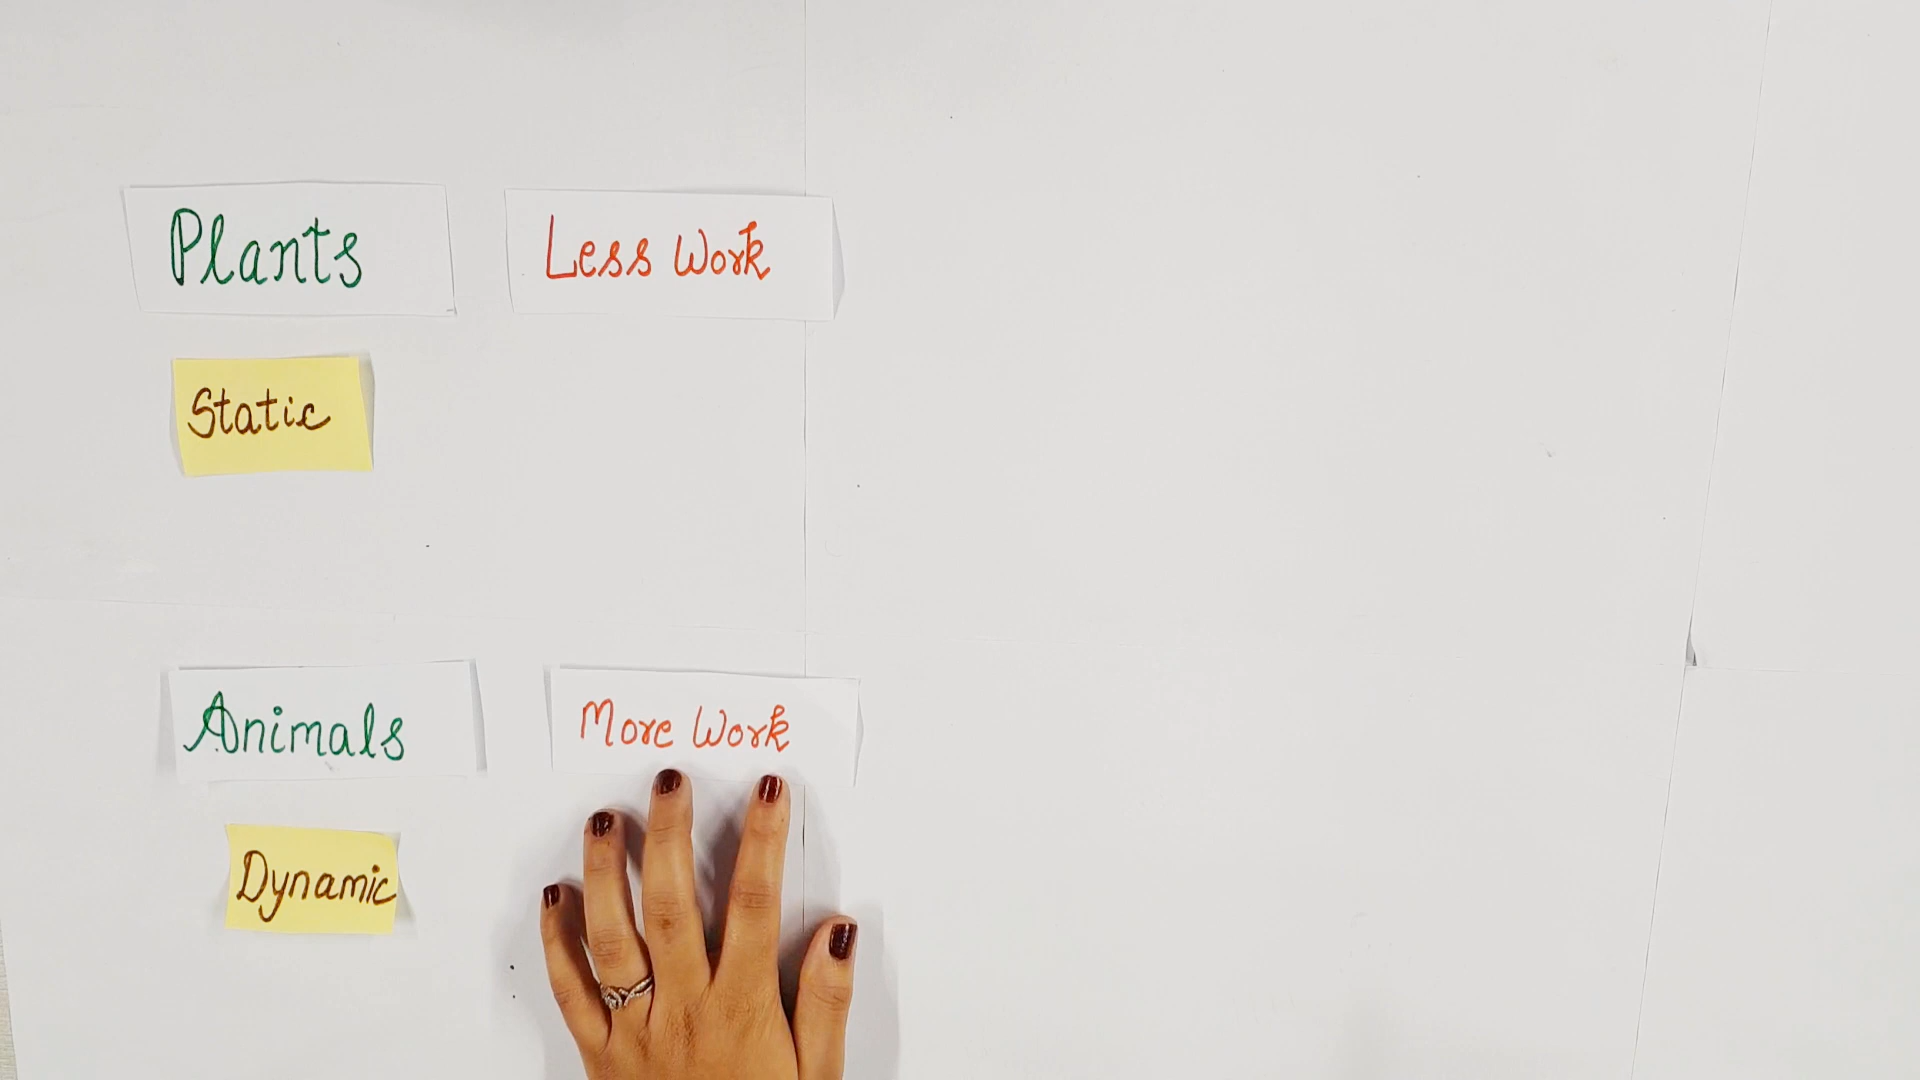 Plants
Less Work
Static
Animals
More Work
Dynamic